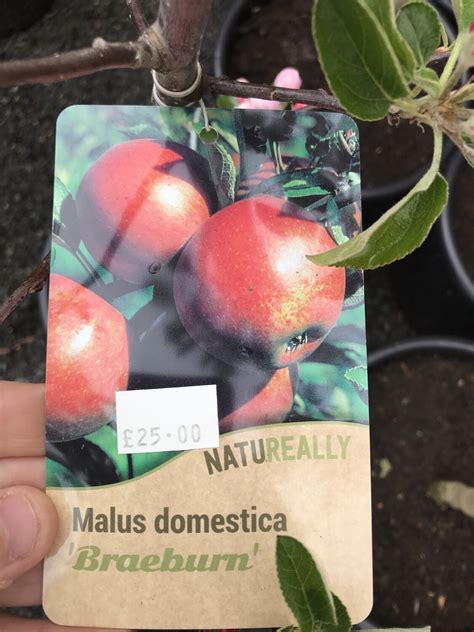 £25.00
NATUREALLY
Malus domestica
'Braeburn'